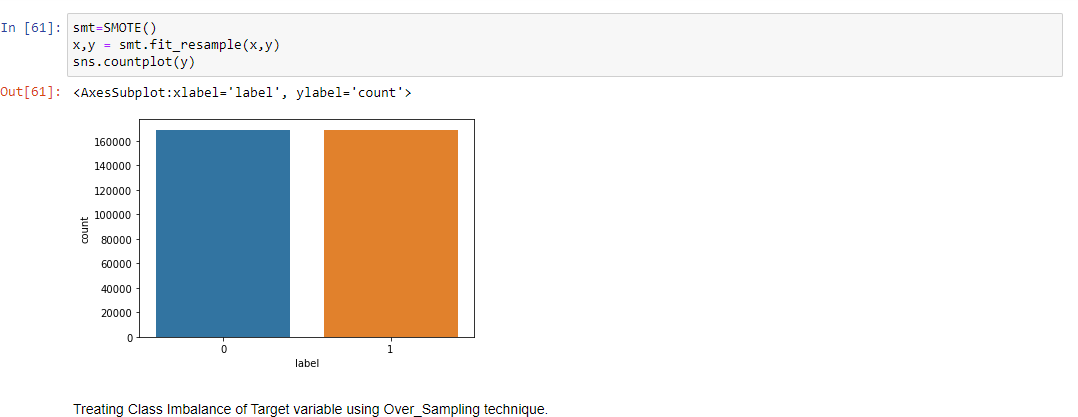 In [61]: smt=SMOTE()
x,y = smt.fit_resample(x,y)
sns.countplot(y)
Out[61]: <AxesSubplot:xlabel='label', ylabel='count'>
160000
140000
120000
100000
80000
60000
40000
20000
0
count
0 1
label
Treating Class Imbalance of Target variable using Over_Sampling technique.